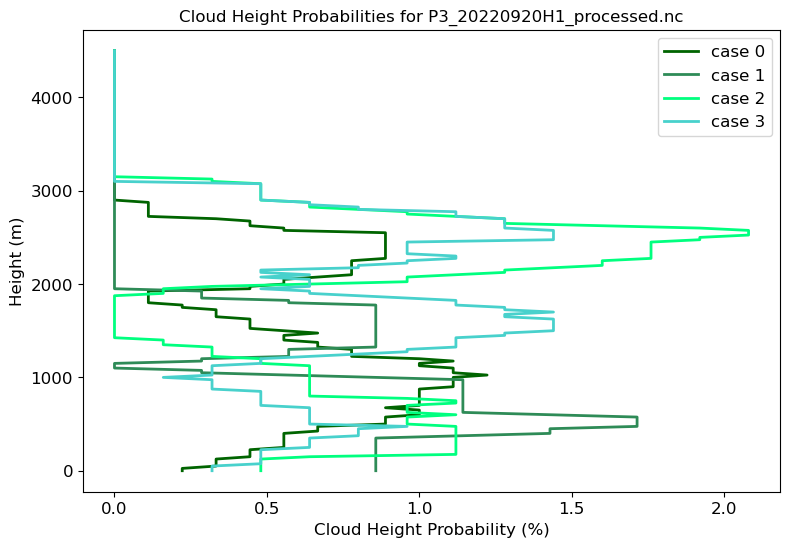 Cloud Height Probabilities for P3_20220920H1_processed.nc
case 0
case 1
case 2
case 3
4000
3000
2000
1000
0
Height (m)
0.0 0.5 1.0 1.5 2.0
Cloud Height Probability (%)